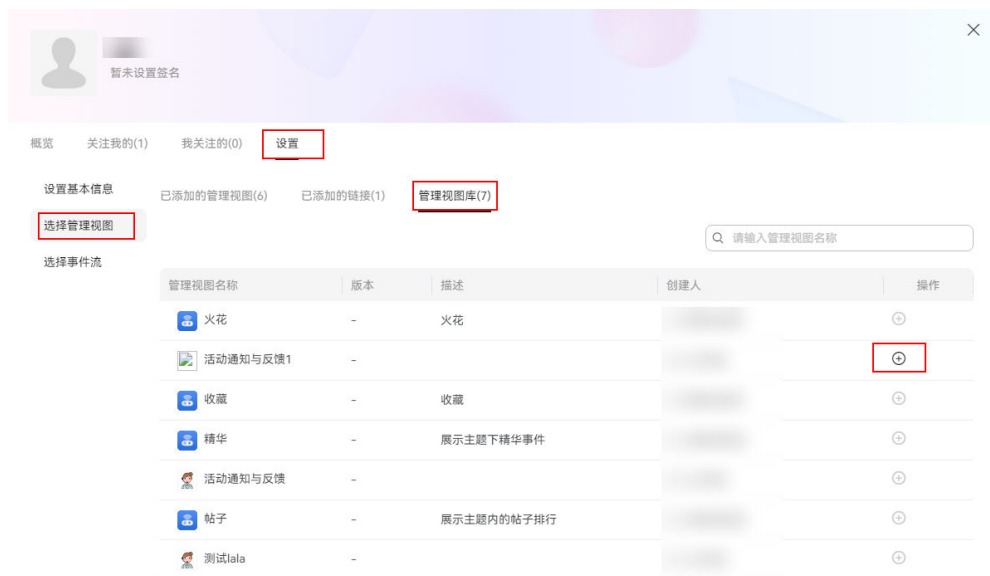 暂未设置签名
概览 关注我的(1) 我关注的(0) 设置
设置基本信息
选择管理视图
选择事件流
已添加的管理视图(6) 已添加的链接(1) 管理视图库(7)
请输入管理视图名称
管理视图名称 版本 描述 创建人 操作
火花 - 火花
活动通知与反馈1 -
收藏 - 收藏
精华 - 展示主题下精华事件
活动通知与反馈 -
帖子 - 展示主题内的帖子排行
测试lala -